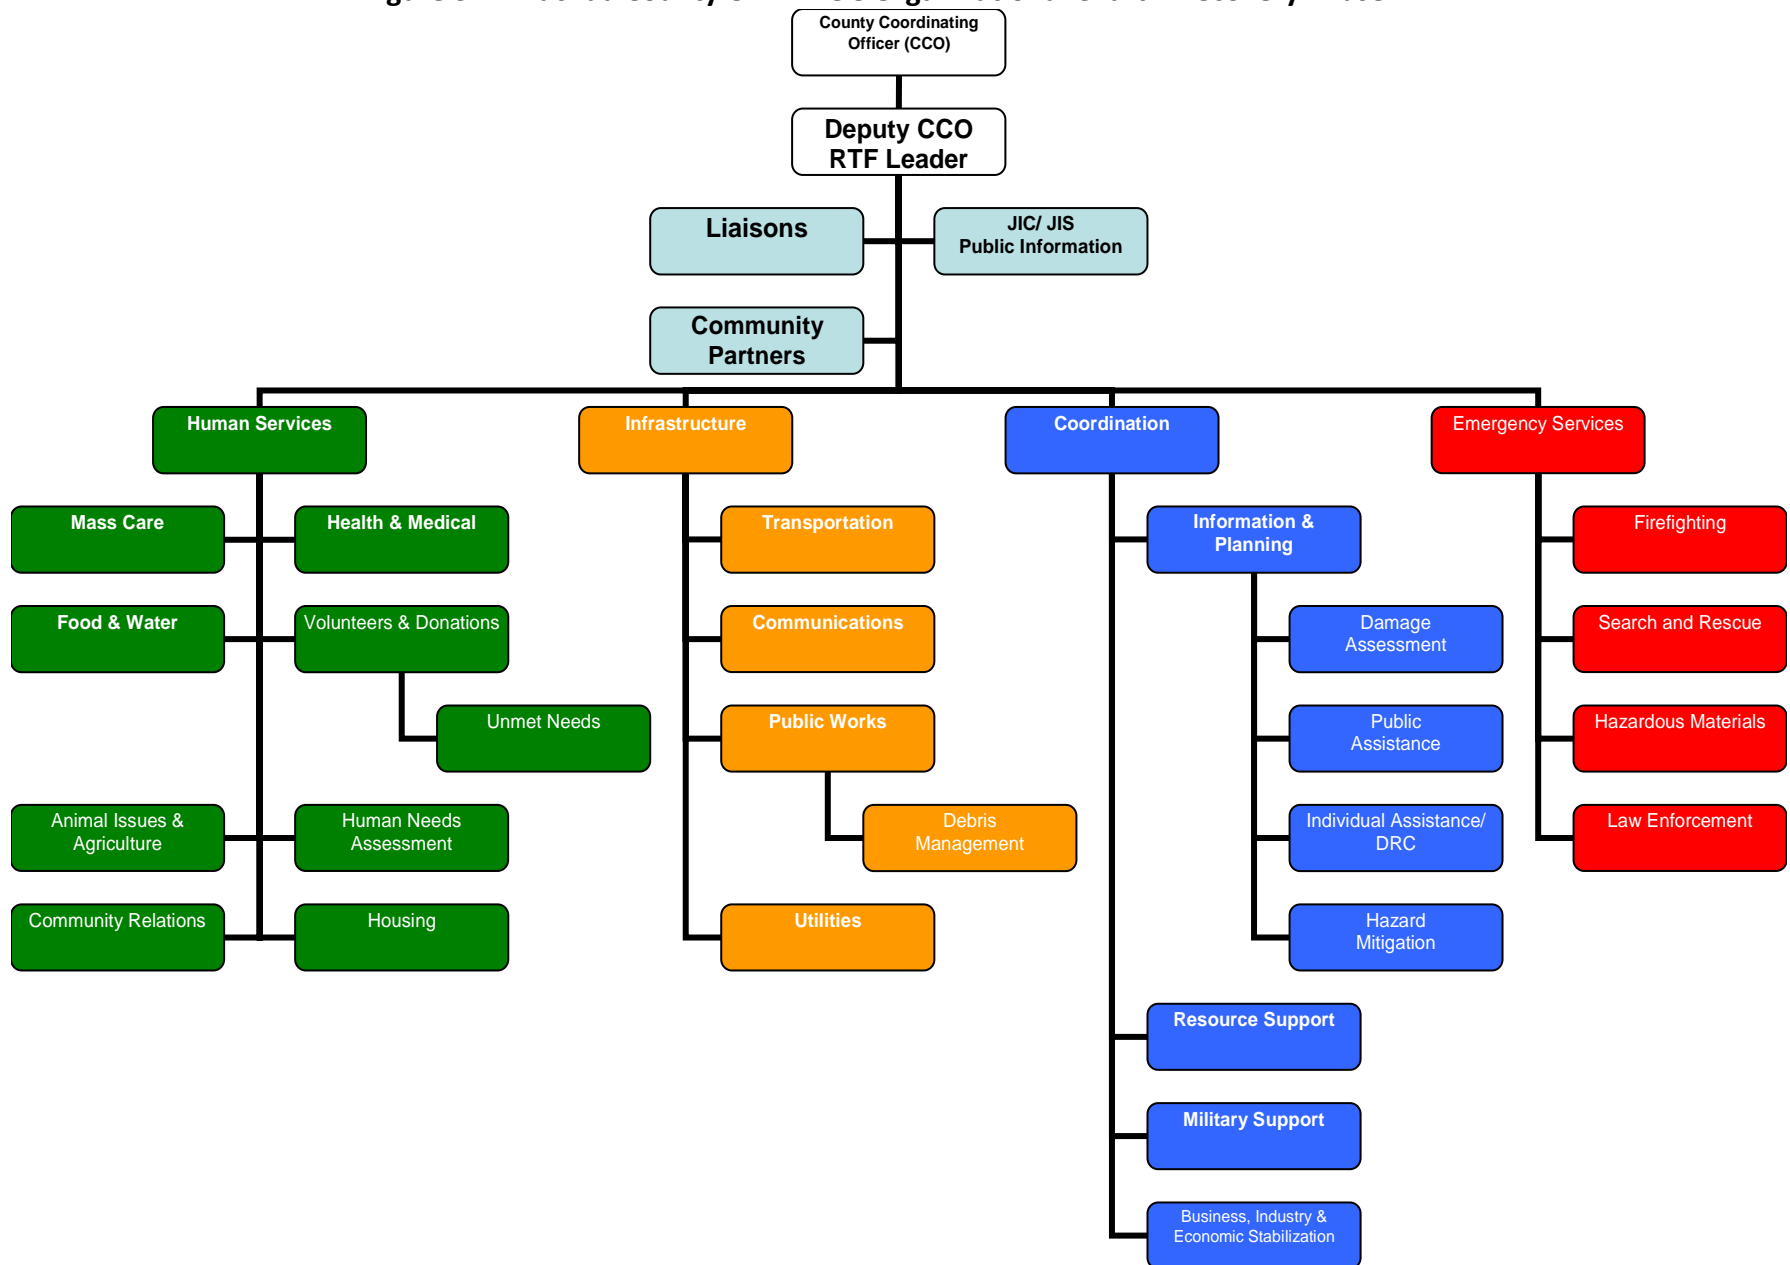 County Coordinating
Officer (CCO)
Deputy CCO
RTF Leader
Liaisons
JIC/ JIS
Public Information
Community
Partners
Human Services
Infrastructure
Coordination
Emergency Services
Mass Care
Health & Medical
Transportation
Information &
Planning
Firefighting
Food & Water
Volunteers & Donations
Communications
Damage
Assessment
Search and Rescue
Unmet Needs
Public Works
Public
Assistance
Hazardous Materials
Animal Issues &
Agriculture
Human Needs
Assessment
Debris
Management
Individual Assistance/
DRC
Law Enforcement
Community Relations
Housing
Utilities
Hazard
Mitigation
Resource Support
Military Support
Business, Industry &
Economic Stabilization